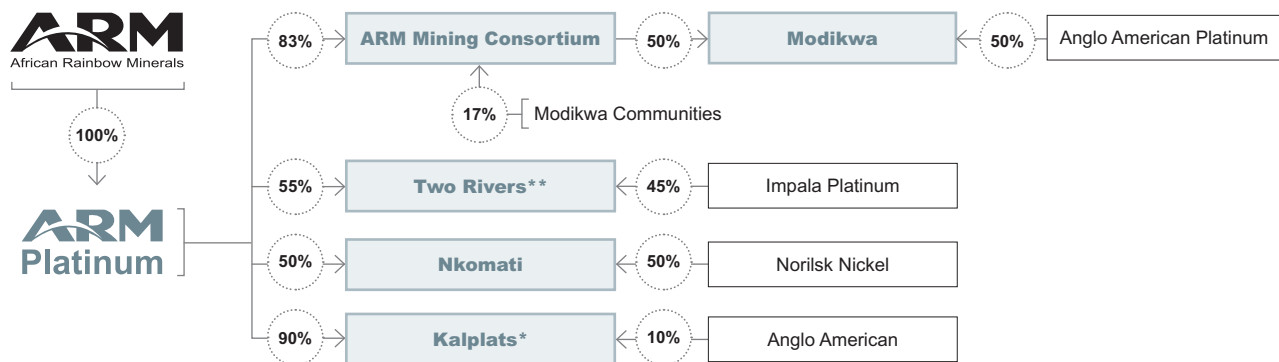 ARM
African Rainbow Minerals
100%
ARM
Platinum
83%
ARM Mining Consortium
50%
Modikwa
50%
Anglo American Platinum
17%
Modikwa Communities
55%
Two Rivers**
45%
Impala Platinum
50%
Nkomati
50%
Norilsk Nickel
90%
Kalplats*
10%
Anglo American